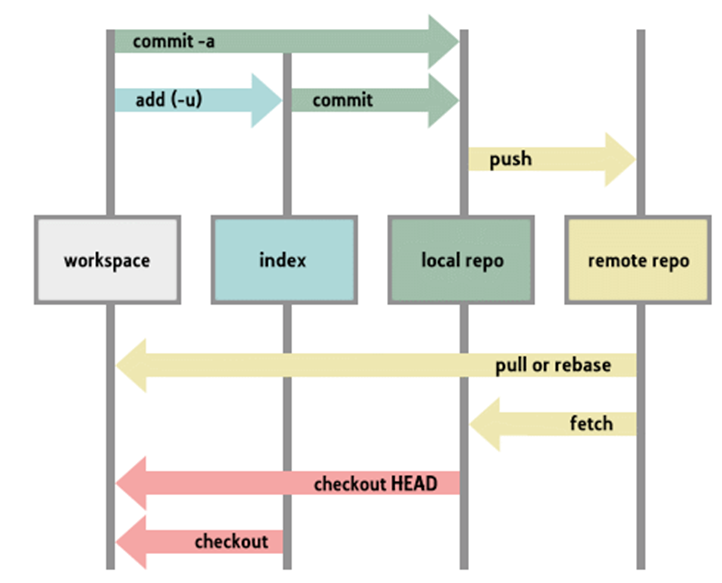 commit -a
add (-u)
commit
push
workspace
index
local repo
remote repo
pull or rebase
fetch
checkout HEAD
checkout